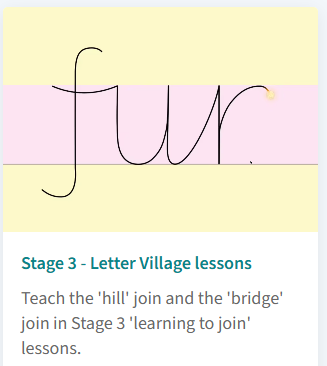 fur
Stage 3 - Letter Village lessons
Teach the 'hill' join and the 'bridge'
join in Stage 3 'learning to join'
lessons.